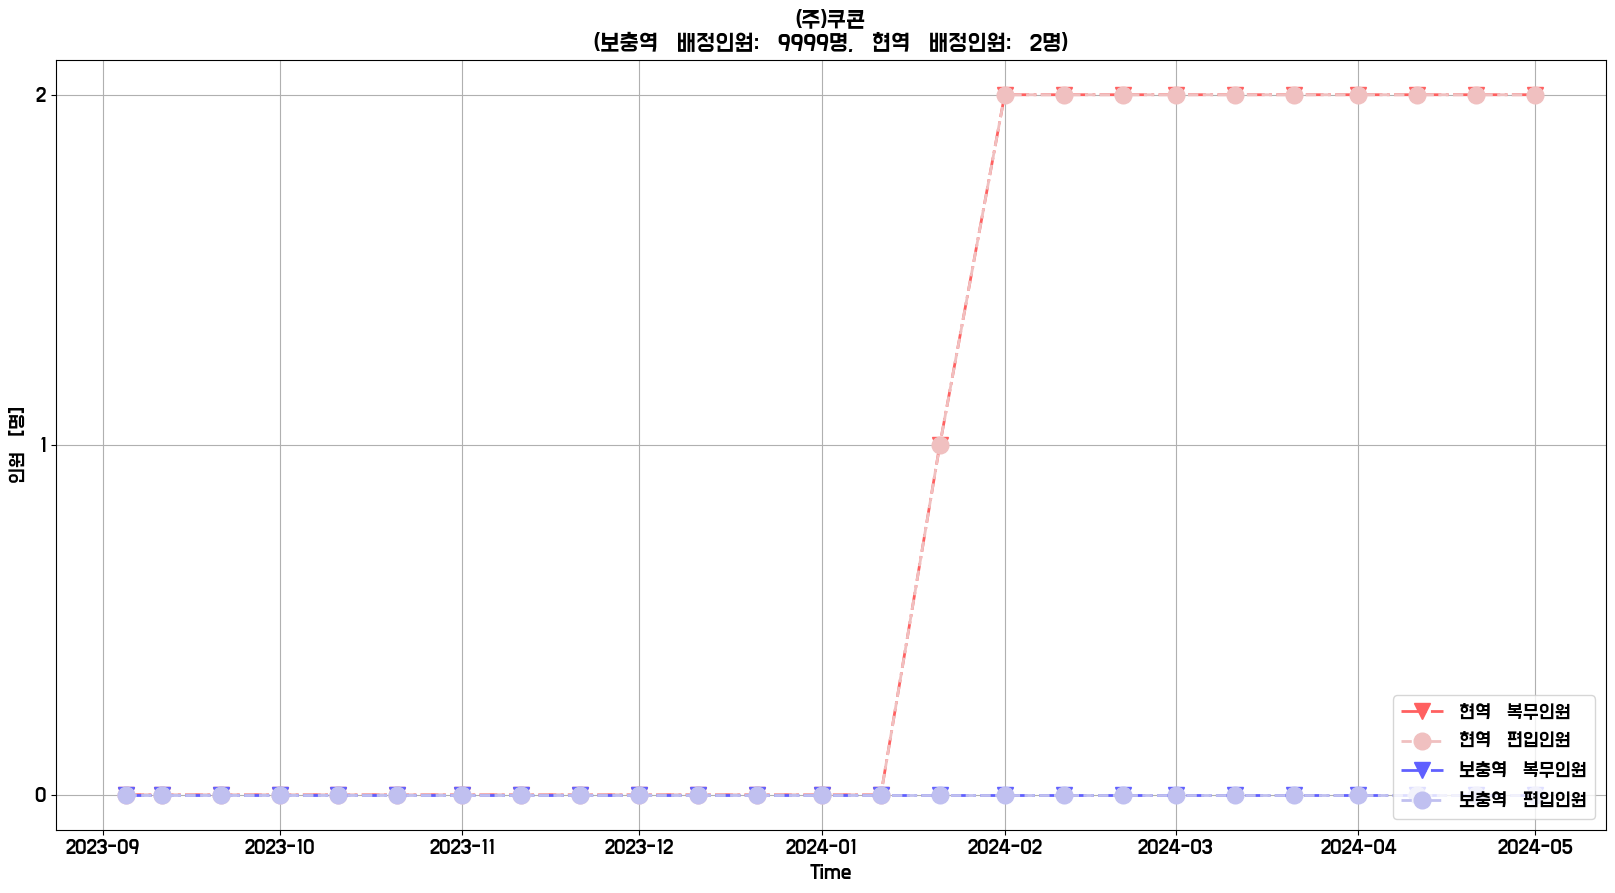 (주)쿠콘
(보충역 배정인원: 9999명, 현역 배정인원: 2명)
2
1
0
인원 [명]
현역 복무인원
현역 편입인원
보충역 복무인원
보충역 편입인원
2023-09 2023-10 2023-11 2023-12 2024-01 2024-02 2024-03 2024-04 2024-05
Time